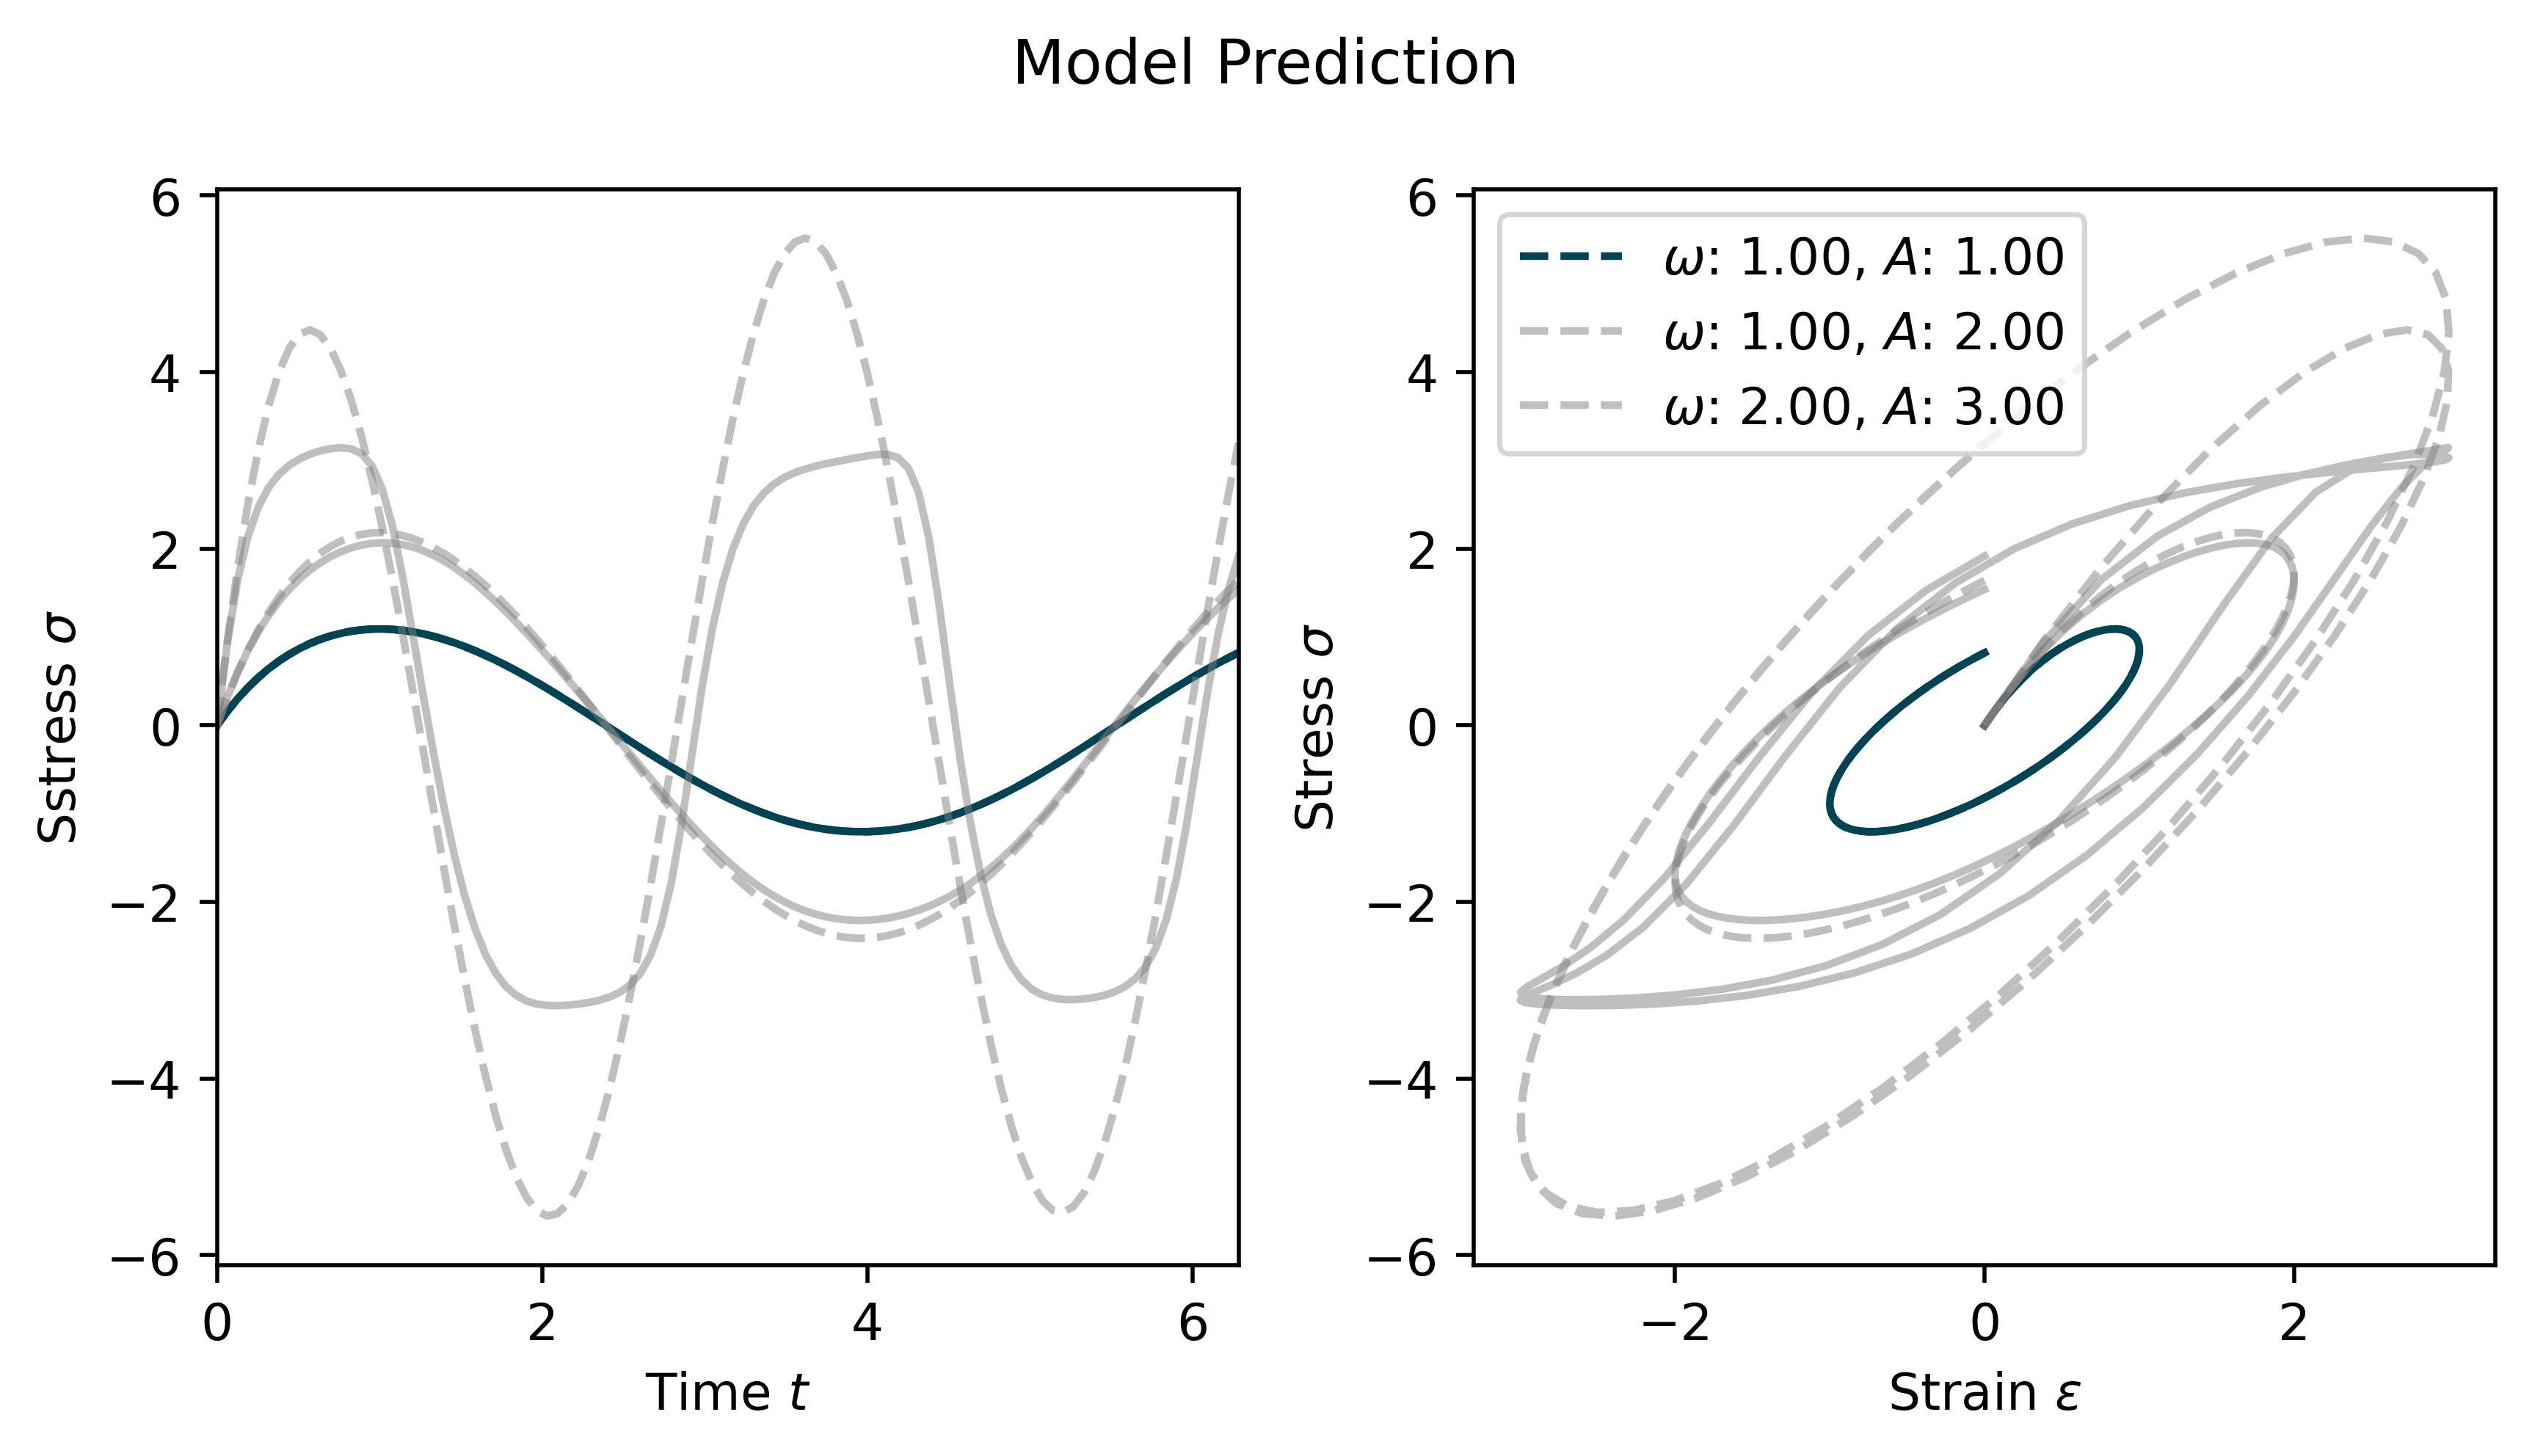 Model Prediction
6
4
2
0
−2
−4
−6
Sstress σ
0
2
4
6
Time t
6
4
2
0
−2
−4
−6
Stress σ
ω: 1.00, A: 1.00
ω: 1.00, A: 2.00
ω: 2.00, A: 3.00
−2
0
2
Strain ε